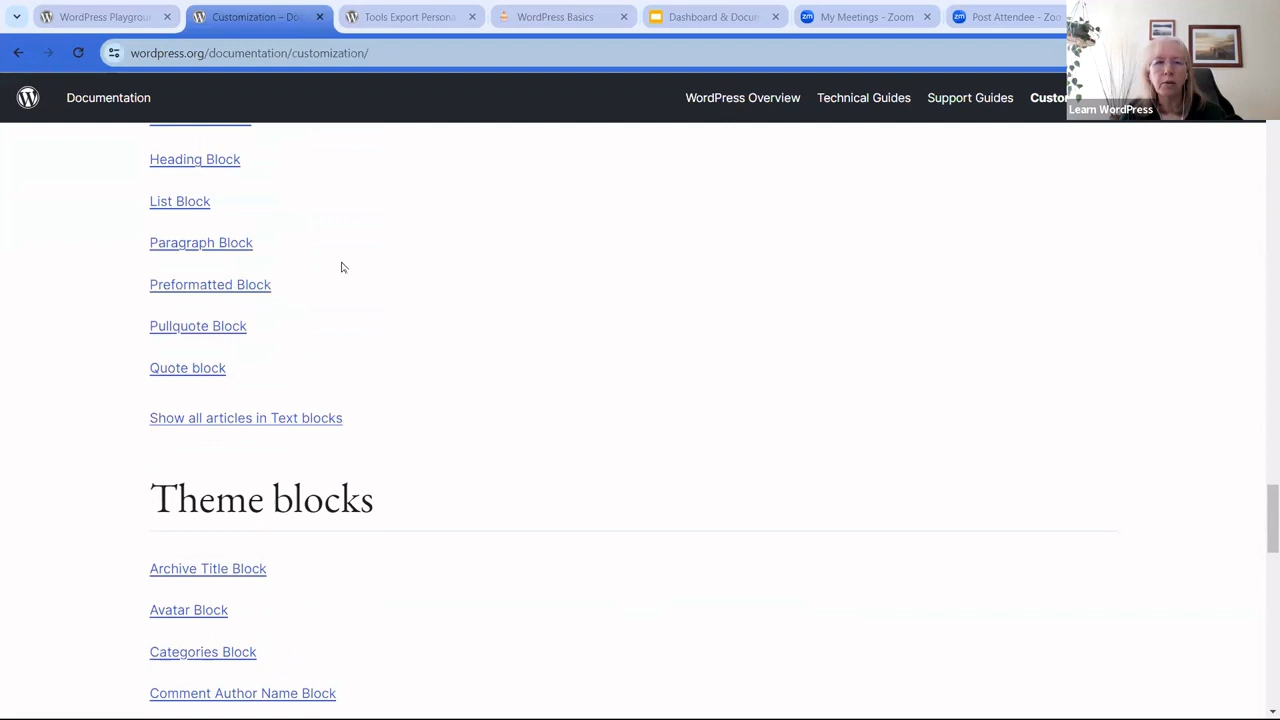 WordPress Playgrou
Customization – Do
Tools Export Persona
WordPress Basics
Dashboard & Docum
My Meetings - Zoom
Post Attendee - Zoo
wordpress.org/documentation/customization/
Documentation
WordPress Overview
Technical Guides
Support Guides
Custo
Learn WordPress
Heading Block
List Block
Paragraph Block
Preformatted Block
Pullquote Block
Quote block
Show all articles in Text blocks
Theme blocks
Archive Title Block
Avatar Block
Categories Block
Comment Author Name Block